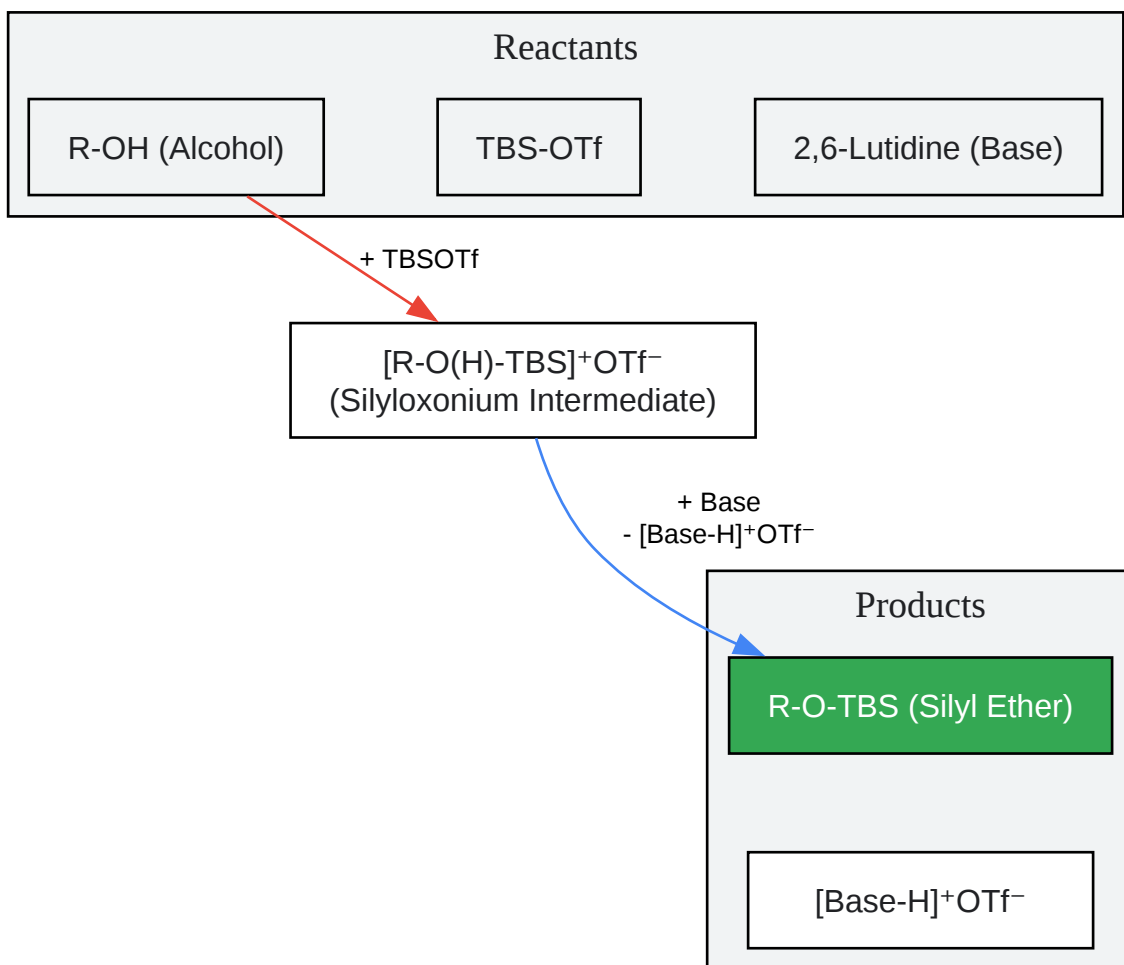 Reactants
R-OH (Alcohol)
TBS-OTf
2,6-Lutidine (Base)
+ TBSOTf
[R-O(H)-TBS]⁺OTf⁻
(Silyloxonium Intermediate)
+ Base
- [Base-H]⁺OTf⁻
Products
R-O-TBS (Silyl Ether)
[Base-H]⁺OTf⁻